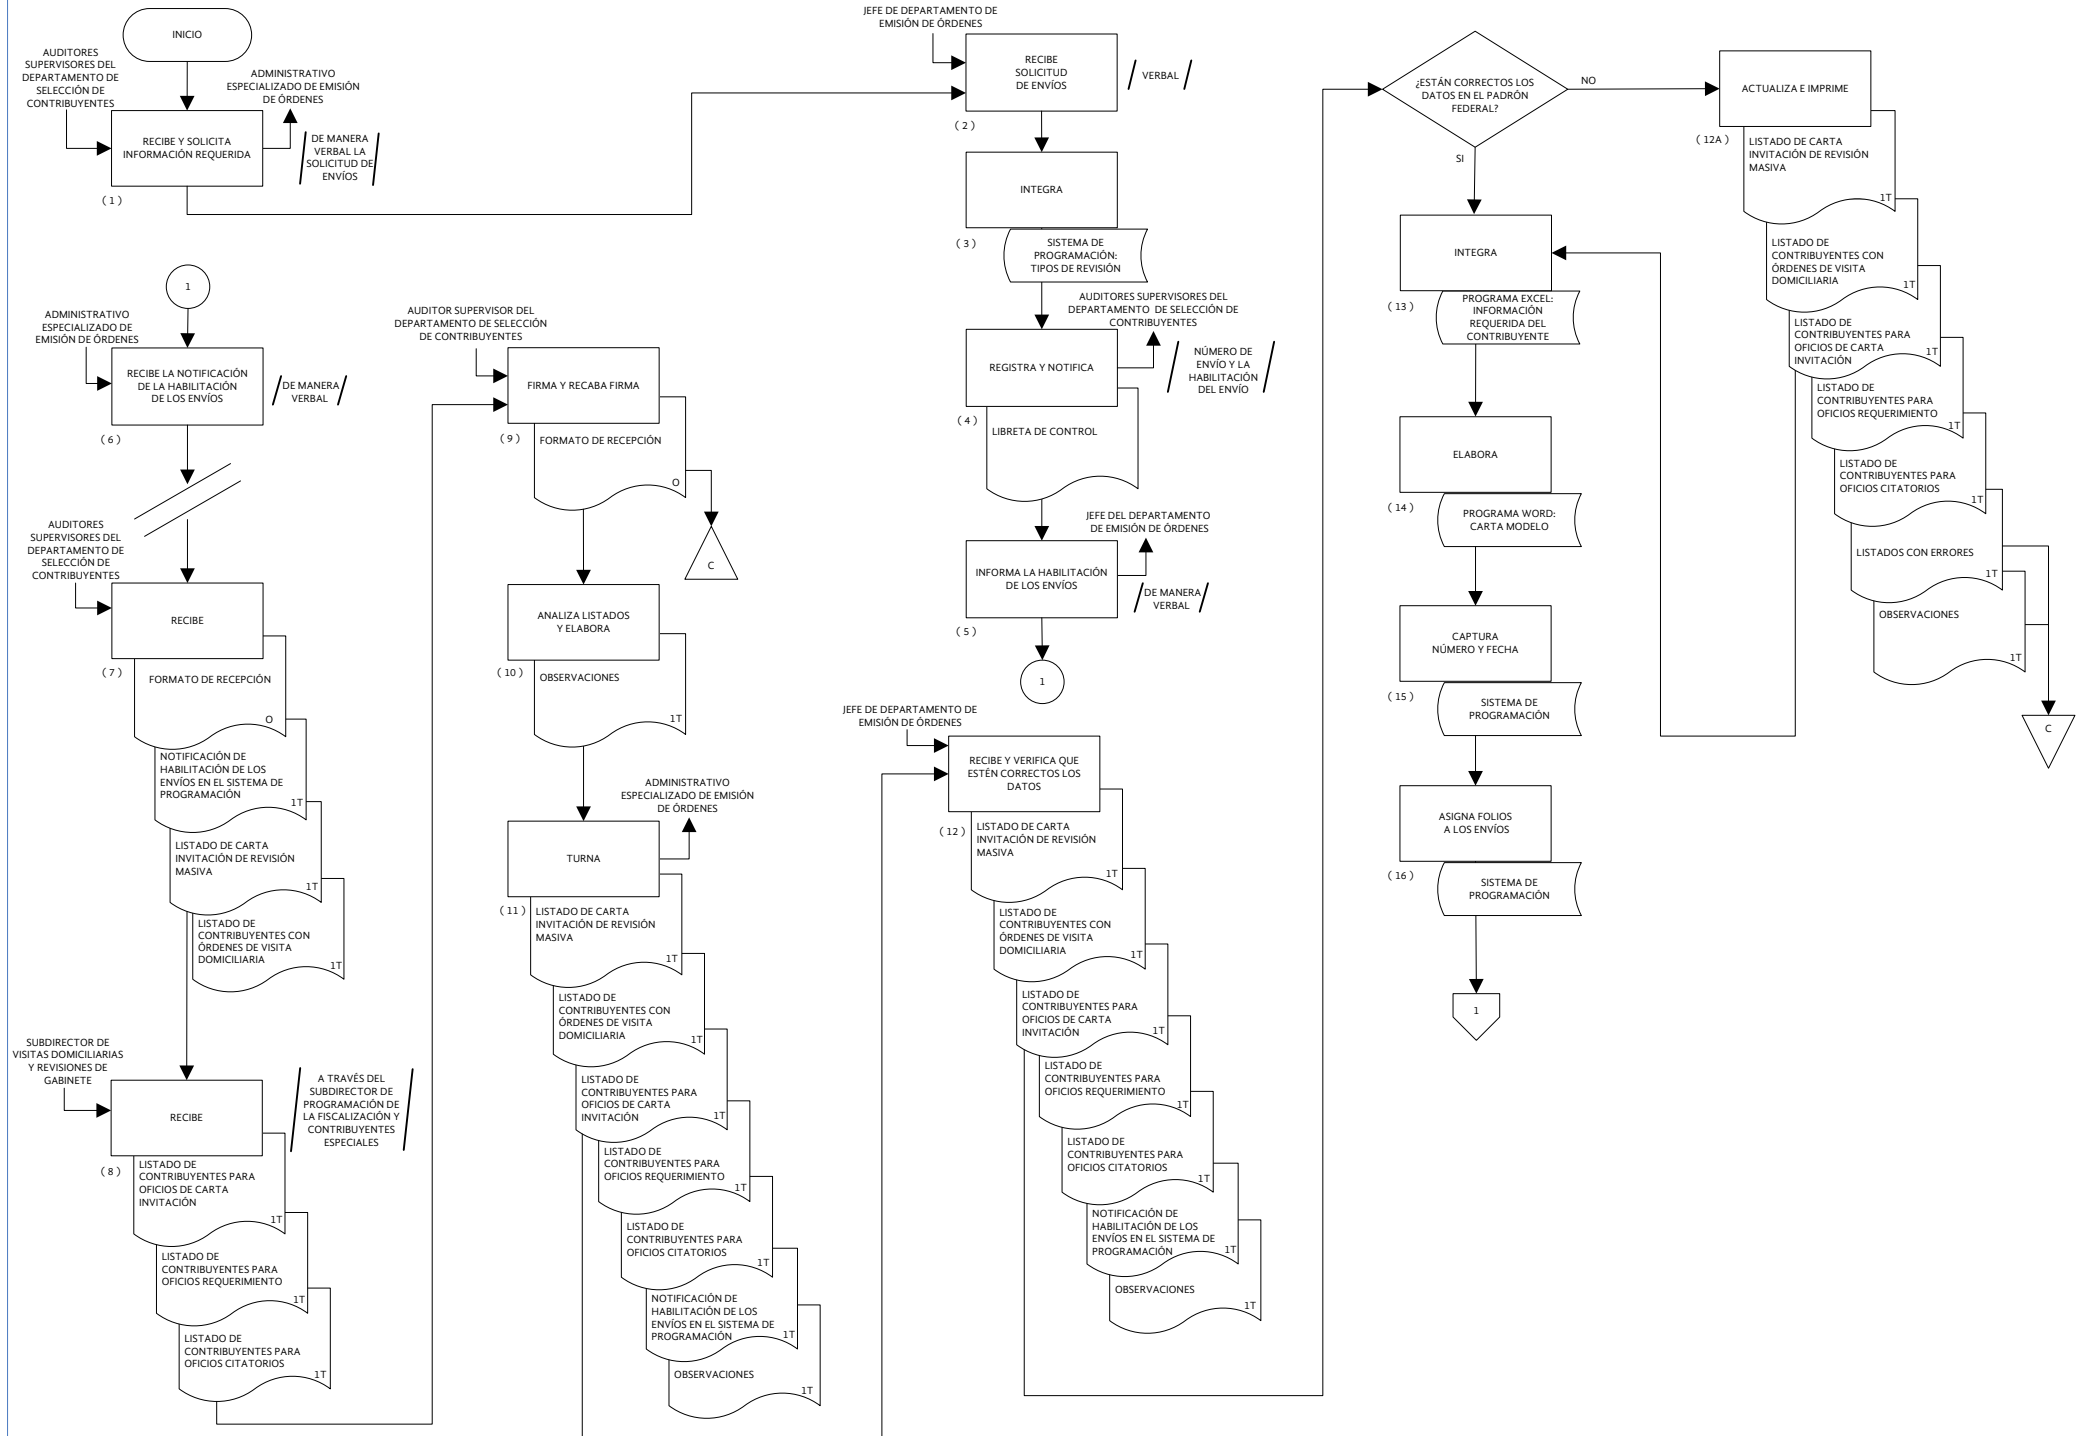 INICIO
AUDITORES
SUPERVISORES DEL
DEPARTAMENTO DE
SELECCIÓN DE
CONTRIBUYENTES
ADMINISTRATIVO
ESPECIALIZADO DE EMISIÓN
DE ÓRDENES
RECIBE Y SOLICITA
INFORMACIÓN REQUERIDA
DE MANERA
VERBAL LA
SOLICITUD DE
ENVÍOS
( 1 )
1
ADMINISTRATIVO
ESPECIALIZADO DE
EMISIÓN DE ÓRDENES
RECIBE LA NOTIFICACIÓN
DE LA HABILITACIÓN
DE LOS ENVÍOS
DE MANERA
VERBAL
( 6 )
AUDITORES
SUPERVISORES DEL
DEPARTAMENTO DE
SELECCIÓN DE
CONTRIBUYENTES
RECIBE
( 7 )
FORMATO DE RECEPCIÓN
O
NOTIFICACIÓN DE
HABILITACIÓN DE LOS
ENVÍOS EN EL SISTEMA DE
PROGRAMACIÓN
1T
LISTADO DE CARTA
INVITACIÓN DE REVISIÓN
MASIVA
1T
LISTADO DE
CONTRIBUYENTES CON
ÓRDENES DE VISITA
DOMICILIARIA
1T
SUBDIRECTOR DE
VISITAS DOMICILIARIAS
Y REVISIONES DE
GABINETE
RECIBE
A TRAVÉS DEL
SUBDIRECTOR DE
PROGRAMACIÓN DE
LA FISCALIZACIÓN Y
CONTRIBUYENTES
ESPECIALES
( 8 )
LISTADO DE
CONTRIBUYENTES PARA
OFICIOS DE CARTA
INVITACIÓN
1T
LISTADO DE
CONTRIBUYENTES PARA
OFICIOS REQUERIMIENTO
1T
LISTADO DE
CONTRIBUYENTES PARA
OFICIOS CITATORIOS
1T
AUDITOR SUPERVISOR DEL
DEPARTAMENTO DE SELECCIÓN
DE CONTRIBUYENTES
FIRMA Y RECABA FIRMA
( 9 )
FORMATO DE RECEPCIÓN
O
C
ANALIZA LISTADOS
Y ELABORA
( 10 )
OBSERVACIONES
1T
ADMINISTRATIVO
ESPECIALIZADO DE EMISIÓN
DE ÓRDENES
TURNA
( 11 )
LISTADO DE CARTA
INVITACIÓN DE REVISIÓN
MASIVA
1T
LISTADO DE
CONTRIBUYENTES CON
ÓRDENES DE VISITA
DOMICILIARIA
1T
LISTADO DE
CONTRIBUYENTES PARA
OFICIOS DE CARTA
INVITACIÓN
1T
LISTADO DE
CONTRIBUYENTES PARA
OFICIOS REQUERIMIENTO
1T
LISTADO DE
CONTRIBUYENTES PARA
OFICIOS CITATORIOS
1T
NOTIFICACIÓN DE
HABILITACIÓN DE LOS
ENVÍOS EN EL SISTEMA DE
PROGRAMACIÓN
1T
OBSERVACIONES
1T
JEFE DE DEPARTAMENTO DE
EMISIÓN DE ÓRDENES
RECIBE
SOLICITUD
DE ENVÍOS
VERBAL
( 2 )
INTEGRA
( 3 )
SISTEMA DE
PROGRAMACIÓN:
TIPOS DE REVISIÓN
AUDITORES SUPERVISORES DEL
DEPARTAMENTO DE SELECCIÓN DE
CONTRIBUYENTES
REGISTRA Y NOTIFICA
NÚMERO DE
ENVÍO Y LA
HABILITACIÓN
DEL ENVÍO
( 4 )
LIBRETA DE CONTROL
JEFE DEL DEPARTAMENTO
DE EMISIÓN DE ÓRDENES
INFORMA LA HABILITACIÓN
DE LOS ENVÍOS
DE MANERA
VERBAL
( 5 )
1
JEFE DE DEPARTAMENTO DE
EMISIÓN DE ÓRDENES
RECIBE Y VERIFICA QUE
ESTÉN CORRECTOS LOS
DATOS
( 12 )
LISTADO DE CARTA
INVITACIÓN DE REVISIÓN
MASIVA
1T
LISTADO DE
CONTRIBUYENTES CON
ÓRDENES DE VISITA
DOMICILIARIA
1T
LISTADO DE
CONTRIBUYENTES PARA
OFICIOS DE CARTA
INVITACIÓN
1T
LISTADO DE
CONTRIBUYENTES PARA
OFICIOS REQUERIMIENTO
1T
LISTADO DE
CONTRIBUYENTES PARA
OFICIOS CITATORIOS
1T
NOTIFICACIÓN DE
HABILITACIÓN DE LOS
ENVÍOS EN EL SISTEMA DE
PROGRAMACIÓN
1T
OBSERVACIONES
1T
¿ESTÁN CORRECTOS LOS
DATOS EN EL PADRÓN
FEDERAL?
NO
SI
INTEGRA
( 13 )
PROGRAMA EXCEL:
INFORMACIÓN
REQUERIDA DEL
CONTRIBUYENTE
ELABORA
( 14 )
PROGRAMA WORD:
CARTA MODELO
CAPTURA
NÚMERO Y FECHA
( 15 )
SISTEMA DE
PROGRAMACIÓN
ASIGNA FOLIOS
A LOS ENVÍOS
( 16 )
SISTEMA DE
PROGRAMACIÓN
1
ACTUALIZA E IMPRIME
( 12A )
LISTADO DE CARTA
INVITACIÓN DE REVISIÓN
MASIVA
1T
LISTADO DE
CONTRIBUYENTES CON
ÓRDENES DE VISITA
DOMICILIARIA
1T
LISTADO DE
CONTRIBUYENTES PARA
OFICIOS DE CARTA
INVITACIÓN
1T
LISTADO DE
CONTRIBUYENTES PARA
OFICIOS REQUERIMIENTO
1T
LISTADO DE
CONTRIBUYENTES PARA
OFICIOS CITATORIOS
1T
LISTADOS CON ERRORES
1T
OBSERVACIONES
1T
C